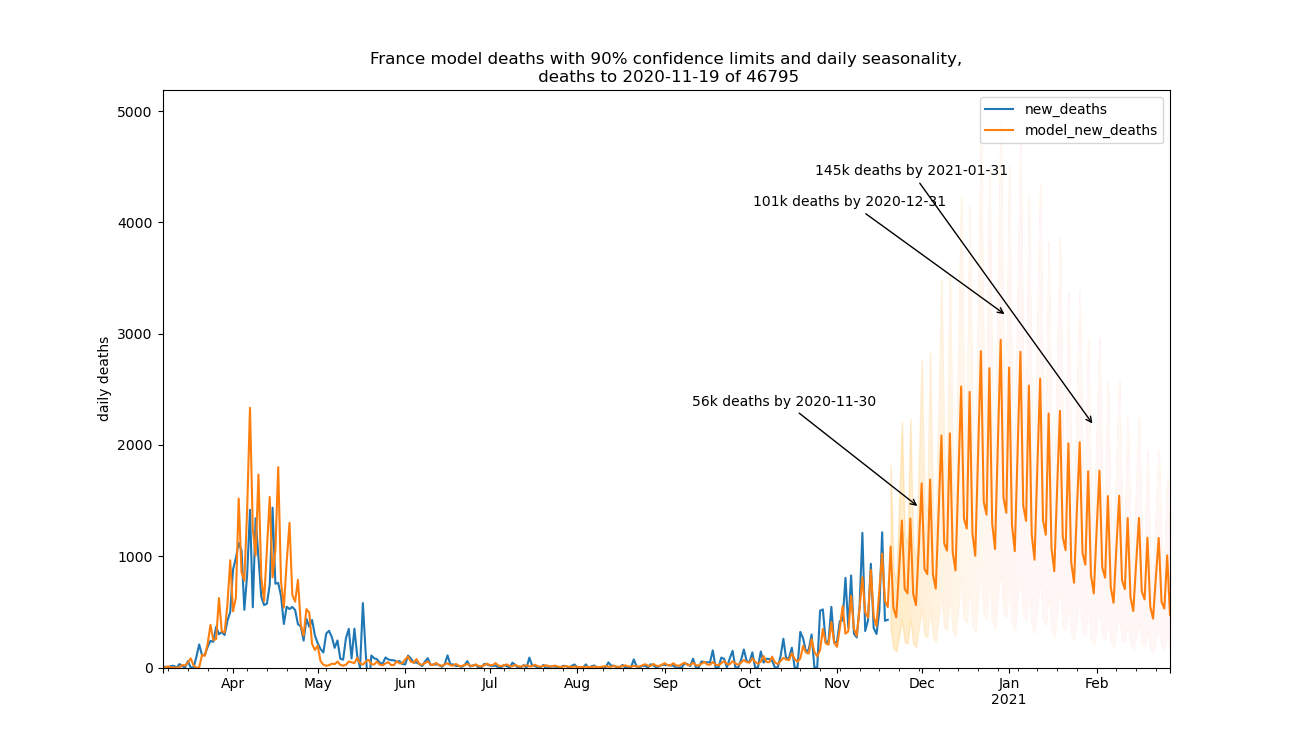 France model deaths with 90% confidence limits and daily seasonality,
deaths to 2020-11-19 of 46795
new_deaths
model_new_deaths
145k deaths by 2021-01-31
101k deaths by 2020-12-31
56k deaths by 2020-11-30
daily deaths
5000
4000
3000
2000
1000
0
Apr May Jun Jul Aug Sep Oct Nov Dec Jan Feb
2021